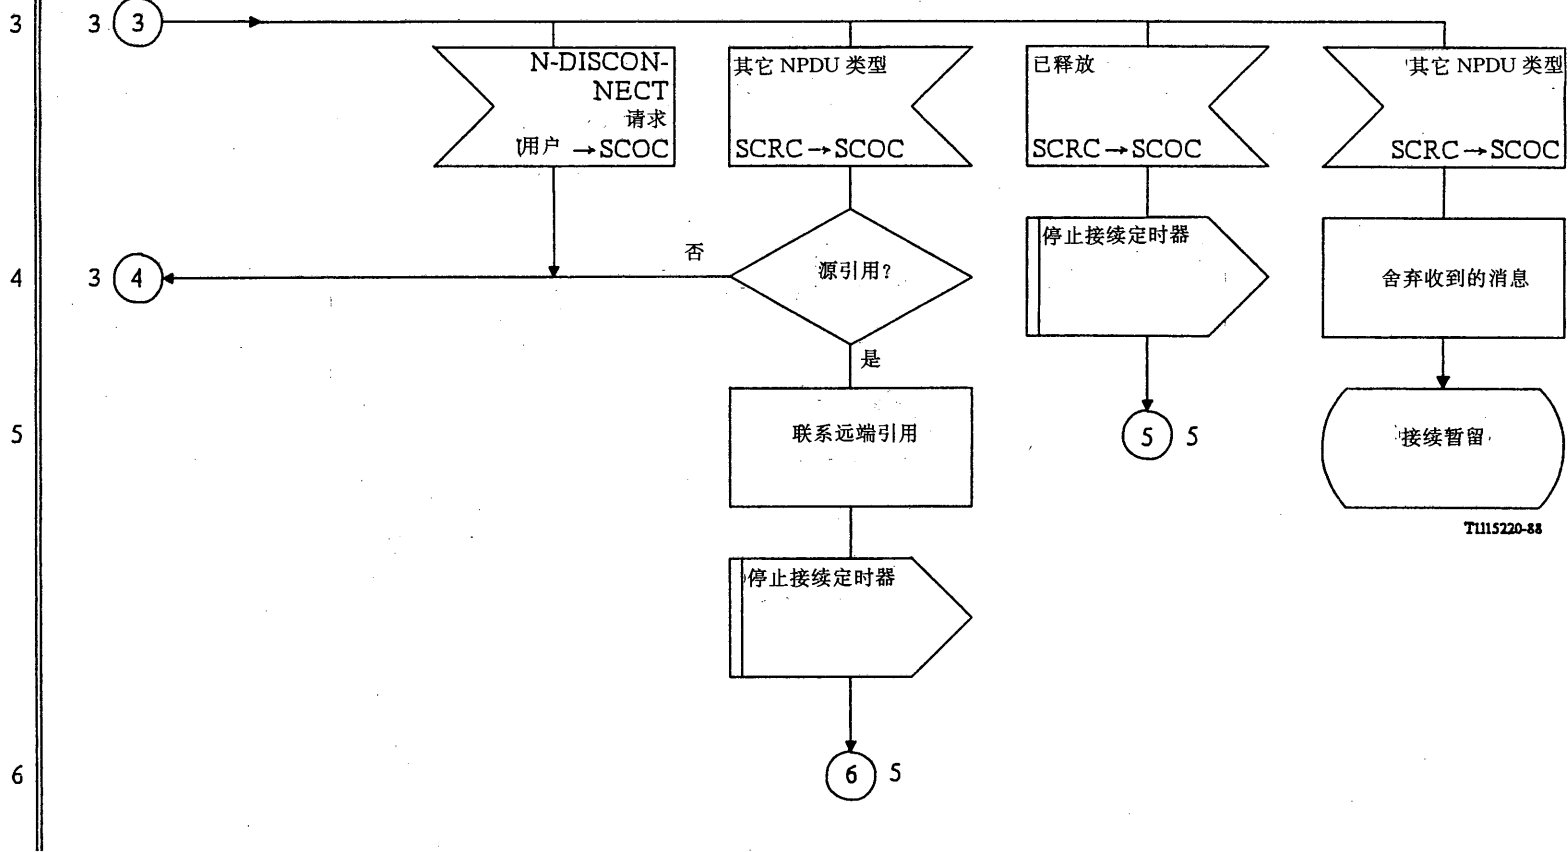 3
3
3
N-DISCON-
NECT
请求
用户 →SCOC
其它 NPDU 类型
SCRC→SCOC
已释放
SCRC→SCOC
其它 NPDU 类型
SCRC→SCOC
4
3
4
否
源引用?
是
停止接续定时器
舍弃收到的消息
5
联系远端引用
5
5
接续暂留
T1115220-88
停止接续定时器
6
6
5